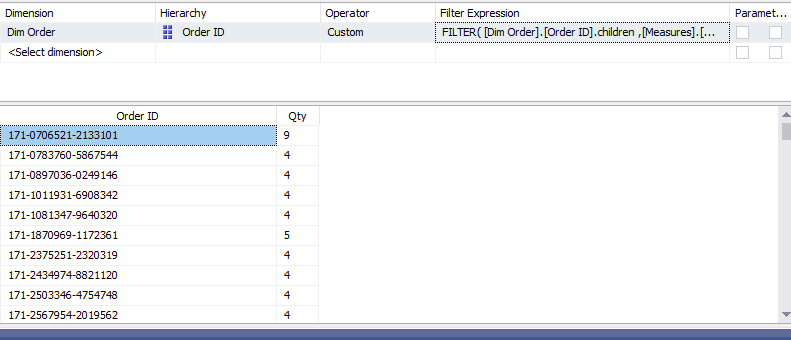 Dimension Hierarchy Operator Filter Expression Paramet...
Dim Order Order ID Custom FILTER( [Dim Order].[Order ID].children ,[Measures].[...
<Select dimension>
Order ID Qty
171-0706521-2133101 9
171-0783760-5867544 4
171-0897036-0249146 4
171-1011931-6908342 4
171-1081347-9640320 4
171-1870969-1172361 5
171-2375251-2320319 4
171-2434974-8821120 4
171-2503346-4754748 4
171-2567954-2019562 4